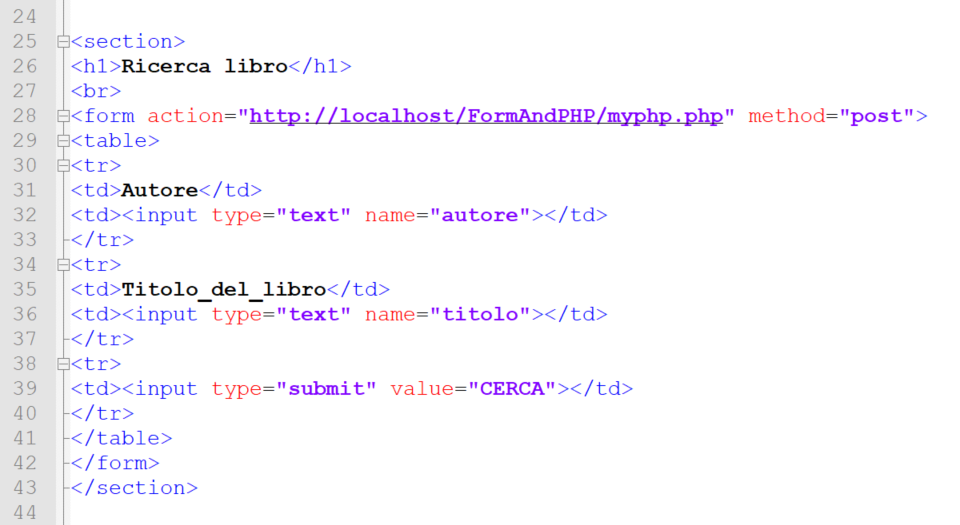 24
25 <section>
26 <h1>Ricerca libro</h1>
27 <br>
28 <form action="http://localhost/FormAndPHP/myphp.php" method="post">
29 <table>
30 <tr>
31 <td>Autore</td>
32 <td><input type="text" name="autore"></td>
33 </tr>
34 <tr>
35 <td>Titolo_del_libro</td>
36 <td><input type="text" name="titolo"></td>
37 </tr>
38 <tr>
39 <td><input type="submit" value="CERCA"></td>
40 </tr>
41 </table>
42 </form>
43 </section>
44